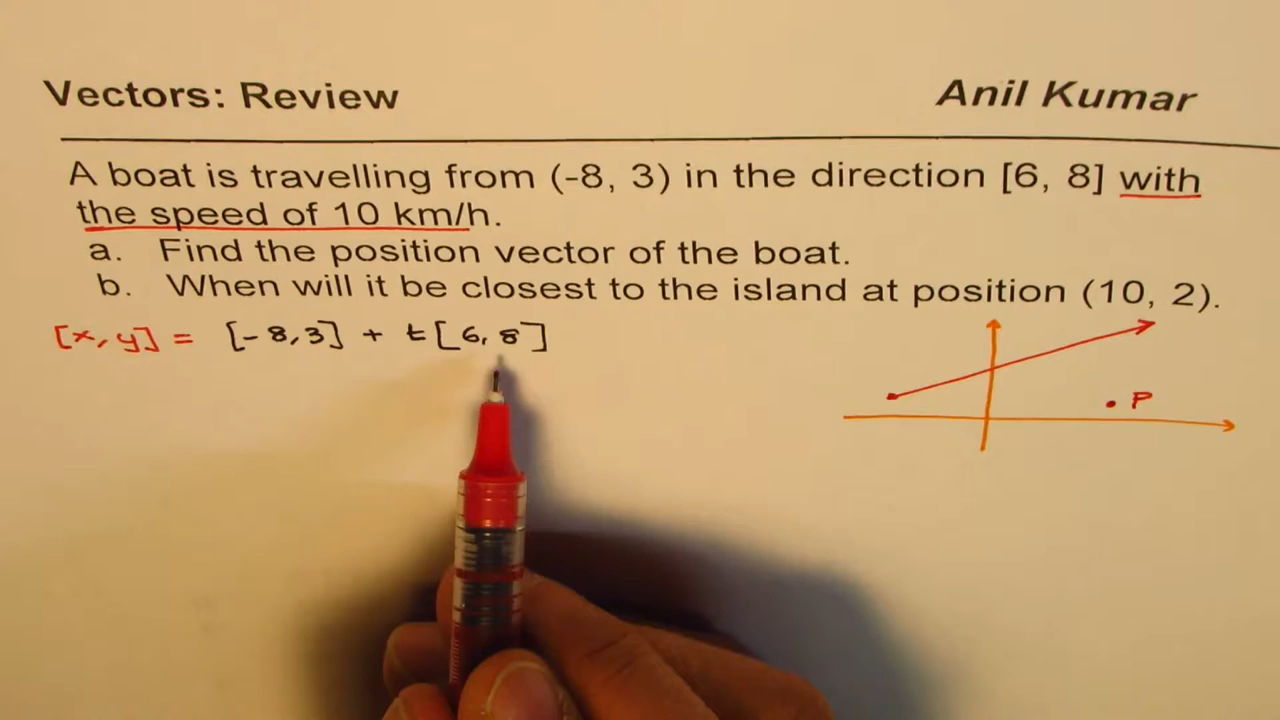 Vectors: Review
Anil Kumar
A boat is travelling from (-8, 3) in the direction [6, 8] with
the speed of 10 km/h.
a. Find the position vector of the boat.
b. When will it be closest to the island at position (10, 2).
[x, y] = [-8,3] + t[6, 8]
P